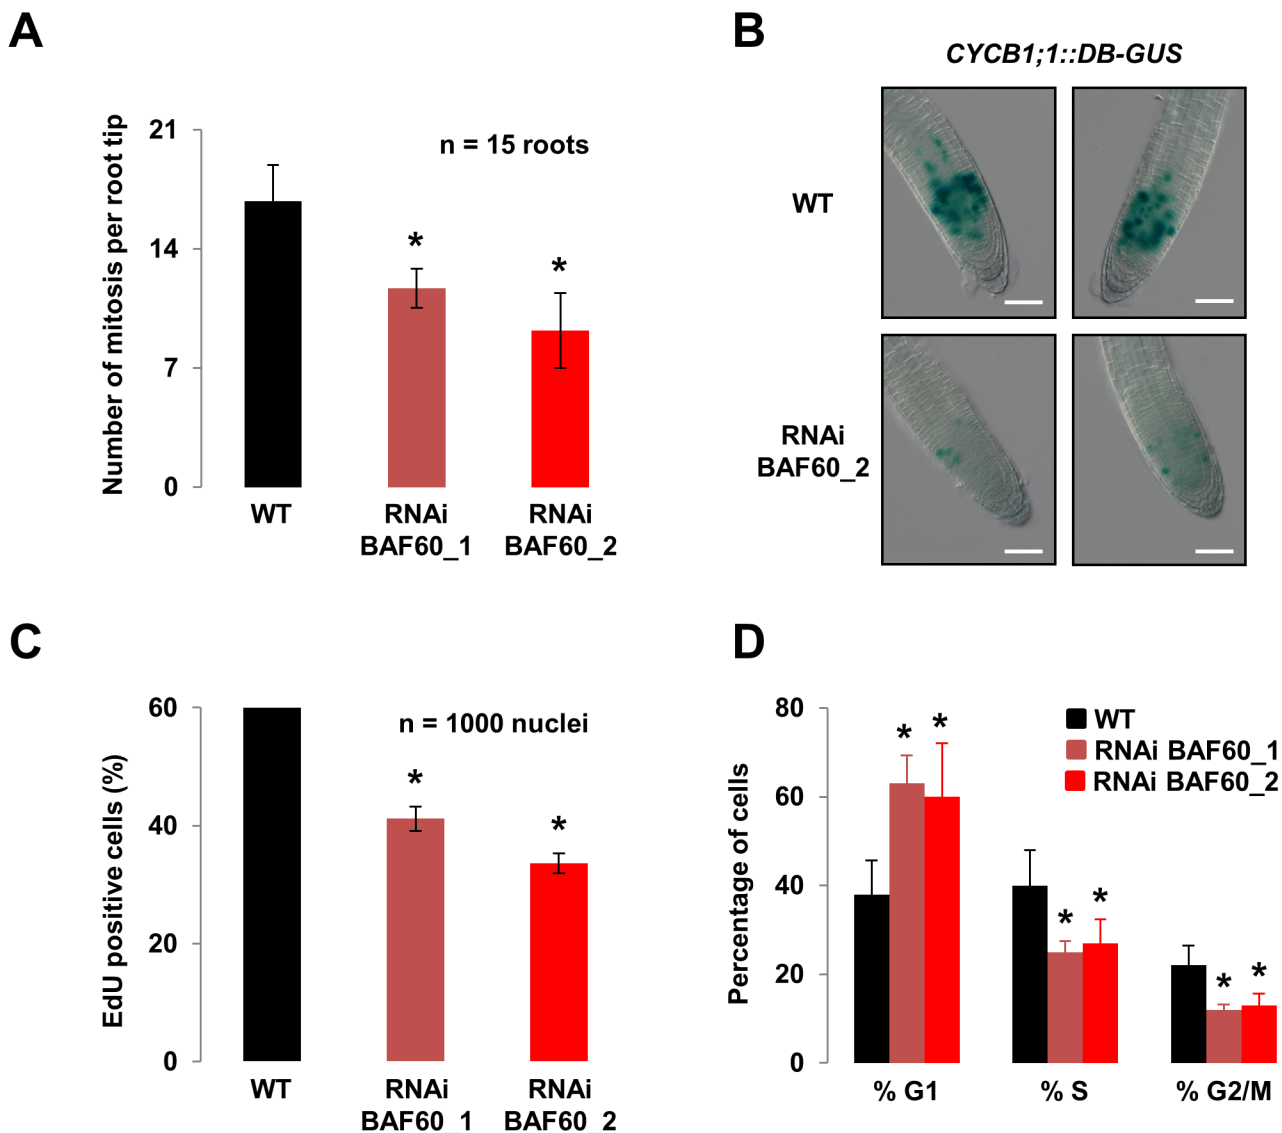 A
Number of mitosis per root tip
21
14
7
0
n = 15 roots
*
*
WT
RNAi
BAF60_1
RNAi
BAF60_2
B
CYCB1;1::DB-GUS
WT
RNAi
BAF60_2
C
EdU positive cells (%)
60
40
20
0
n = 1000 nuclei
*
*
WT
RNAi
BAF60_1
RNAi
BAF60_2
D
Percentage of cells
80
60
40
20
0
WT
RNAi BAF60_1
RNAi BAF60_2
* *
* *
* *
% G1
% S
% G2/M